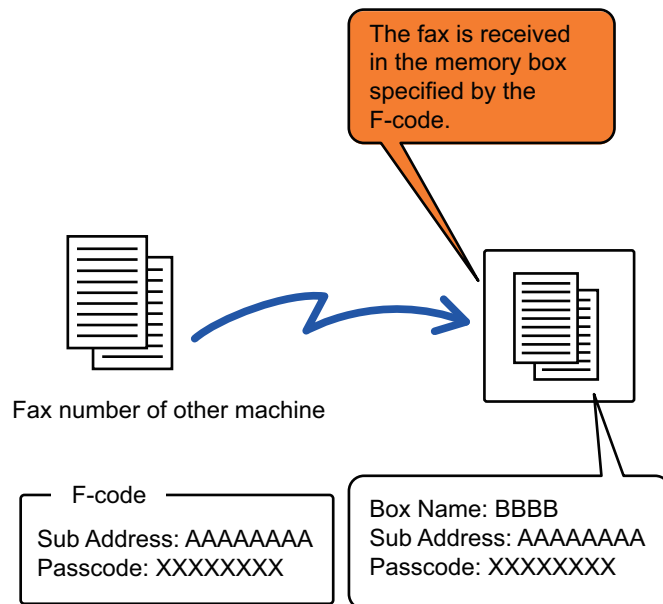 The fax is received
in the memory box
specified by the
F-code.
Fax number of other machine
F-code
Sub Address: AAAAAAAA
Passcode: XXXXXXXX
Box Name: BBBB
Sub Address: AAAAAAAA
Passcode: XXXXXXXX